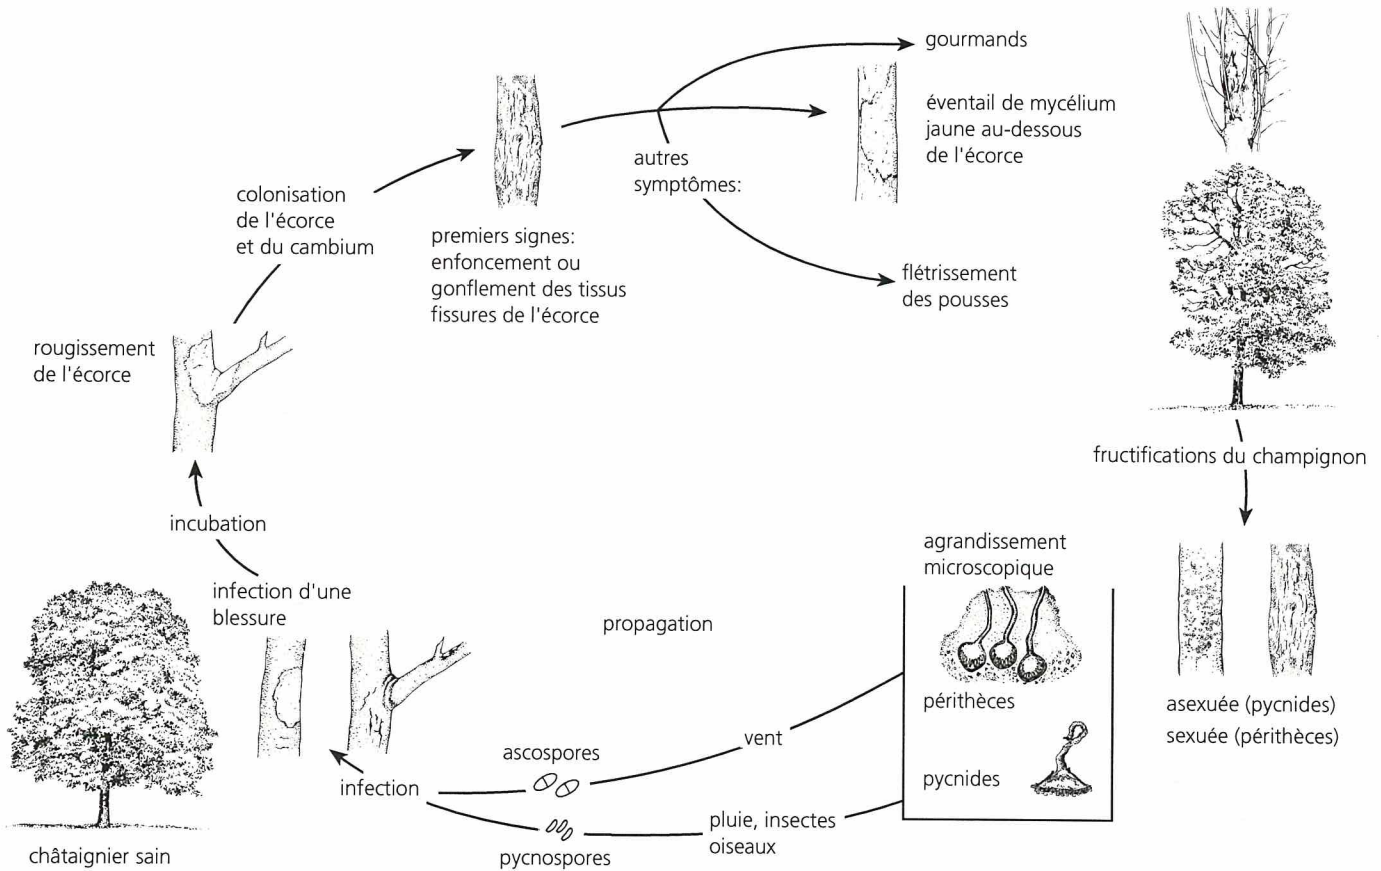 gourmands
éventail de mycélium
jaune au-dessous
de l'écorce
autres
symptômes:
flétrissement
des pousses
premiers signes:
enfoncement ou
gonflement des tissus
fissures de l'écorce
colonisation
de l'écorce
et du cambium
rougissement
de l'écorce
incubation
infection d'une
blessure
châtaignier sain
infection
ascospores
pycnospores
propagation
vent
pluie, insectes
oiseaux
agrandissement
microscopique
périthèces
pycnides
fructifications du champignon
asexuée (pycnides)
sexuée (périthèces)